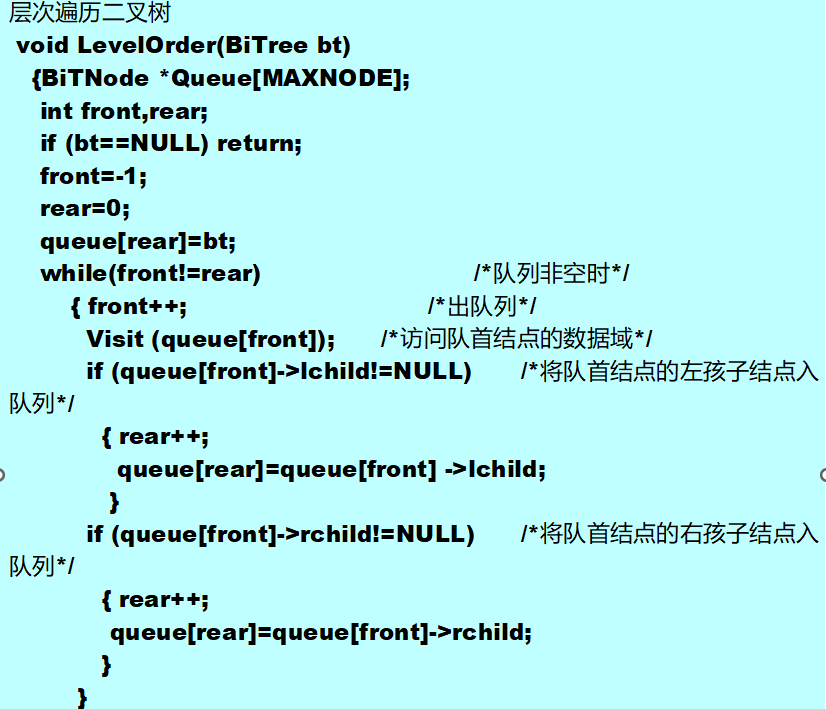 层次遍历二叉树
void LevelOrder(BiTree bt)
{BiTNode *Queue[MAXNODE];
int front,rear;
if (bt==NULL) return;
front=-1;
rear=0;
queue[rear]=bt;
while(front!=rear) /*队列非空时*/
{ front++; /*出队列*/
Visit (queue[front]); /*访问队首结点的数据域*/
if (queue[front]->lchild!=NULL) /*将队首结点的左孩子结点入
队列*/
{ rear++;
queue[rear]=queue[front] ->lchild;
}
if (queue[front]->rchild!=NULL) /*将队首结点的右孩子结点入
队列*/
{ rear++;
queue[rear]=queue[front]->rchild;
}
}